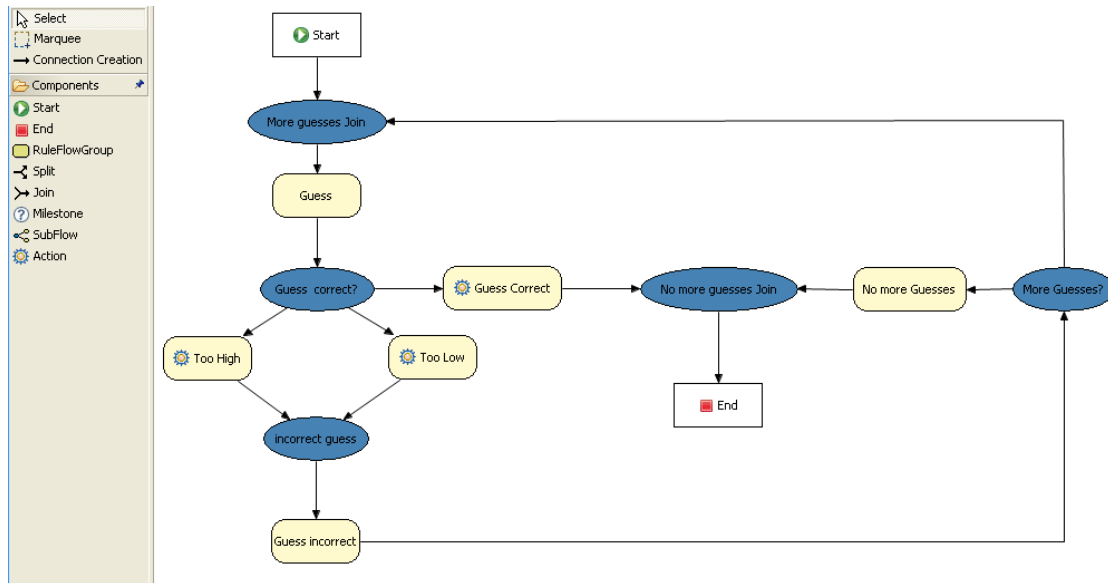 Select
Marquee
Connection Creation
Components
Start
End
RuleFlowGroup
Split
Join
Milestone
SubFlow
Action
Start
More guesses Join
Guess
Guess correct?
Guess Correct
No more guesses Join
No more Guesses
More Guesses?
Too High
Too Low
End
incorrect guess
Guess incorrect